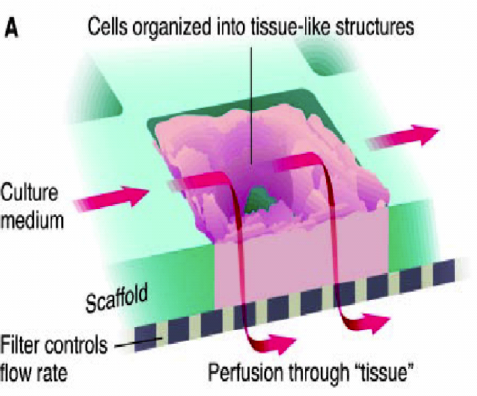 A
Cells organized into tissue-like structures
Culture
medium
Scaffold
Filter controls
flow rate
Perfusion through “tissue”